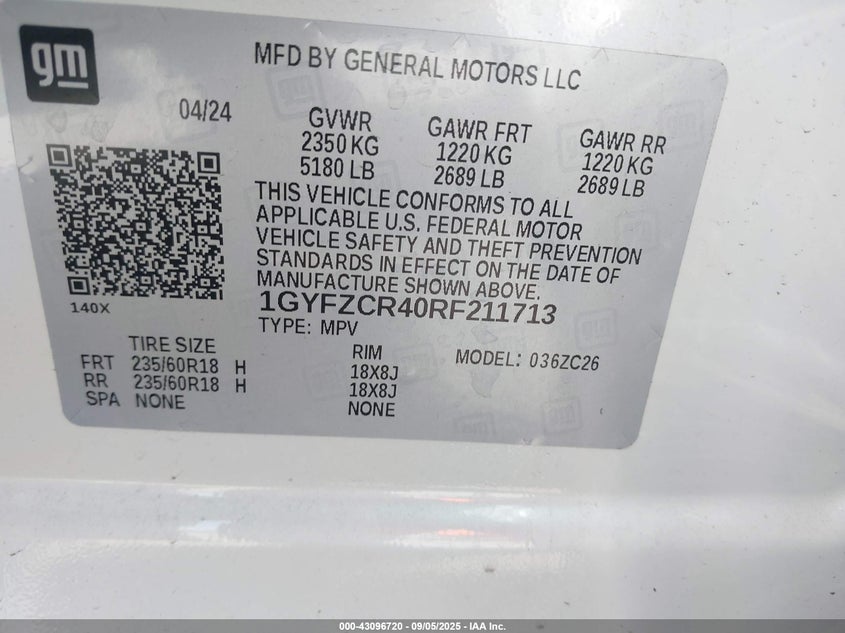 gm
MFD BY GENERAL MOTORS LLC
04/24
GVWR
2350 KG
5180 LB
GAWR FRT
1220 KG
2689 LB
GAWR RR
1220 KG
2689 LB
THIS VEHICLE CONFORMS TO ALL
APPLICABLE U.S. FEDERAL MOTOR
VEHICLE SAFETY AND THEFT PREVENTION
STANDARDS IN EFFECT ON THE DATE OF
MANUFACTURE SHOWN ABOVE.
140X
1GYFZCR40RF211713
TYPE: MPV
TIRE SIZE
RIM
MODEL: 036ZC26
FRT 235/60R18 H 18X8J
RR 235/60R18 H 18X8J
SPA NONE NONE
000-43096720 - 09/05/2025 - IAA Inc.